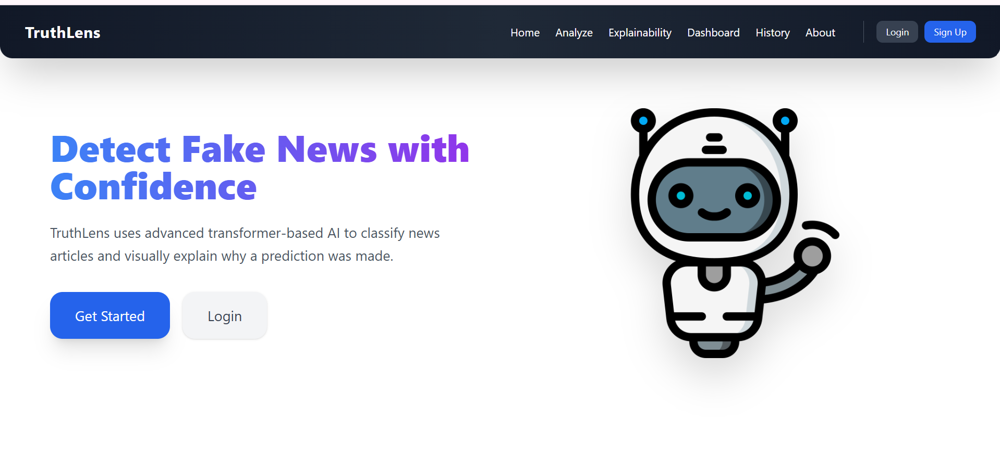 TruthLens
Home Analyze Explainability Dashboard History About Login Sign Up
Detect Fake News with
Confidence
TruthLens uses advanced transformer-based AI to classify news
articles and visually explain why a prediction was made.
Get Started Login